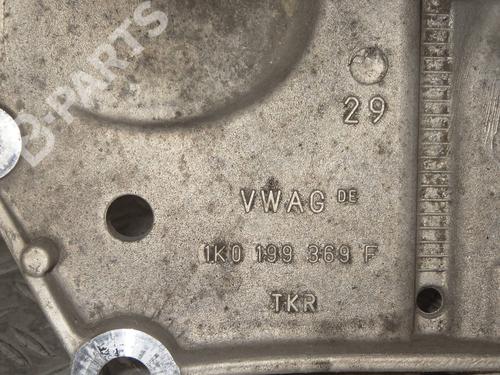 B-PARTS
29
VWAG DE
1K0 199 369 F
TKR